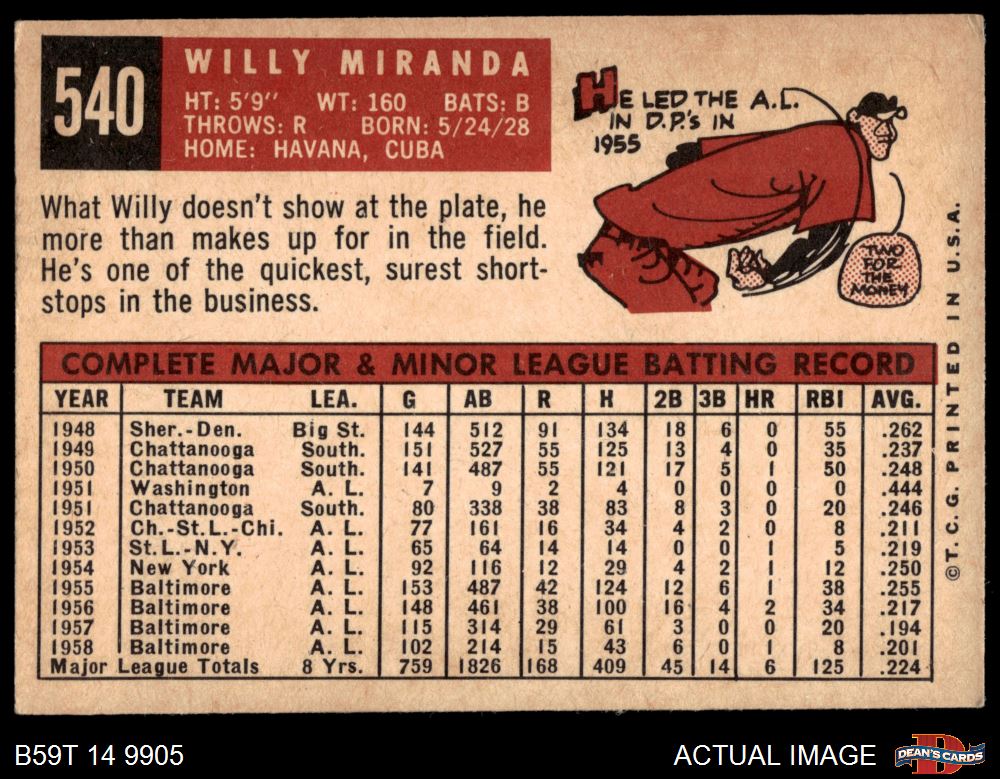 540
WILLY MIRANDA
HT: 5'9" WT: 160 BATS: B
THROWS: R BORN: 5/24/28
HOME: HAVANA, CUBA
HE LED THE A.L.
IN D.P.'s IN
1955
TWO
FOR
THE
MONEY
What Willy doesn't show at the plate, he
more than makes up for in the field.
He's one of the quickest, surest short-
stops in the business.
COMPLETE MAJOR & MINOR LEAGUE BATTING RECORD
YEAR TEAM LEA. G AB R H 2B 3B HR RBI AVG.
1948 Sher.-Den. Big St. 144 512 91 134 18 6 0 55 .262
1949 Chattanooga South. 151 527 55 125 13 4 0 35 .237
1950 Chattanooga South. 141 487 55 121 17 5 1 50 .248
1951 Washington A. L. 7 9 2 4 0 0 0 0 .444
1951 Chattanooga South. 80 338 38 83 8 3 0 20 .246
1952 Ch.-St.L.-Chi. A. L. 77 161 16 34 4 2 0 8 .211
1953 St.L.-N.Y. A. L. 65 64 14 14 0 0 1 5 .219
1954 New York A. L. 92 116 12 29 4 2 1 12 .250
1955 Baltimore A. L. 153 487 42 124 12 6 1 38 .255
1956 Baltimore A. L. 148 461 38 100 16 4 2 34 .217
1957 Baltimore A. L. 115 314 29 61 3 0 0 20 .194
1958 Baltimore A. L. 102 214 15 43 6 0 1 8 .201
Major League Totals 8 Yrs. 759 1826 168 409 45 14 6 125 .224
©T.C.G. PRINTED IN U.S.A.
B59T 14 9905
ACTUAL IMAGE
DEAN'S CARDS